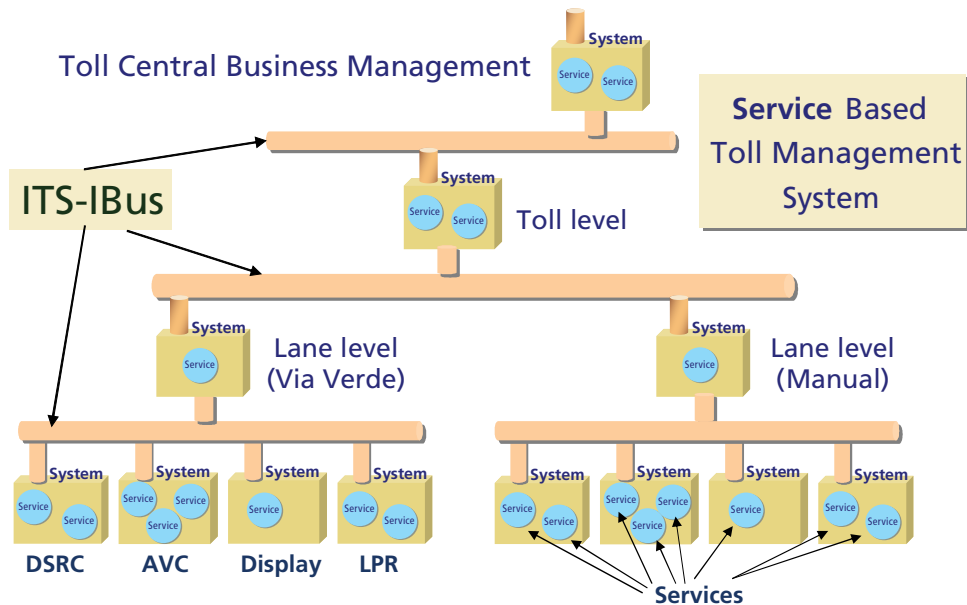 System
Toll Central Business Management
Service
Service
Service Based
Toll Management
System
ITS-IBus
System
Service
Service
Toll level
System
Service
Lane level
(Via Verde)
System
Service
Lane level
(Manual)
System
Service
Service
System
Service
Service
Service
System
Service
System
Service
Service
System
Service
Service
System
Service
Service
Service
System
Service
System
Service
Service
DSRC
AVC
Display
LPR
Services